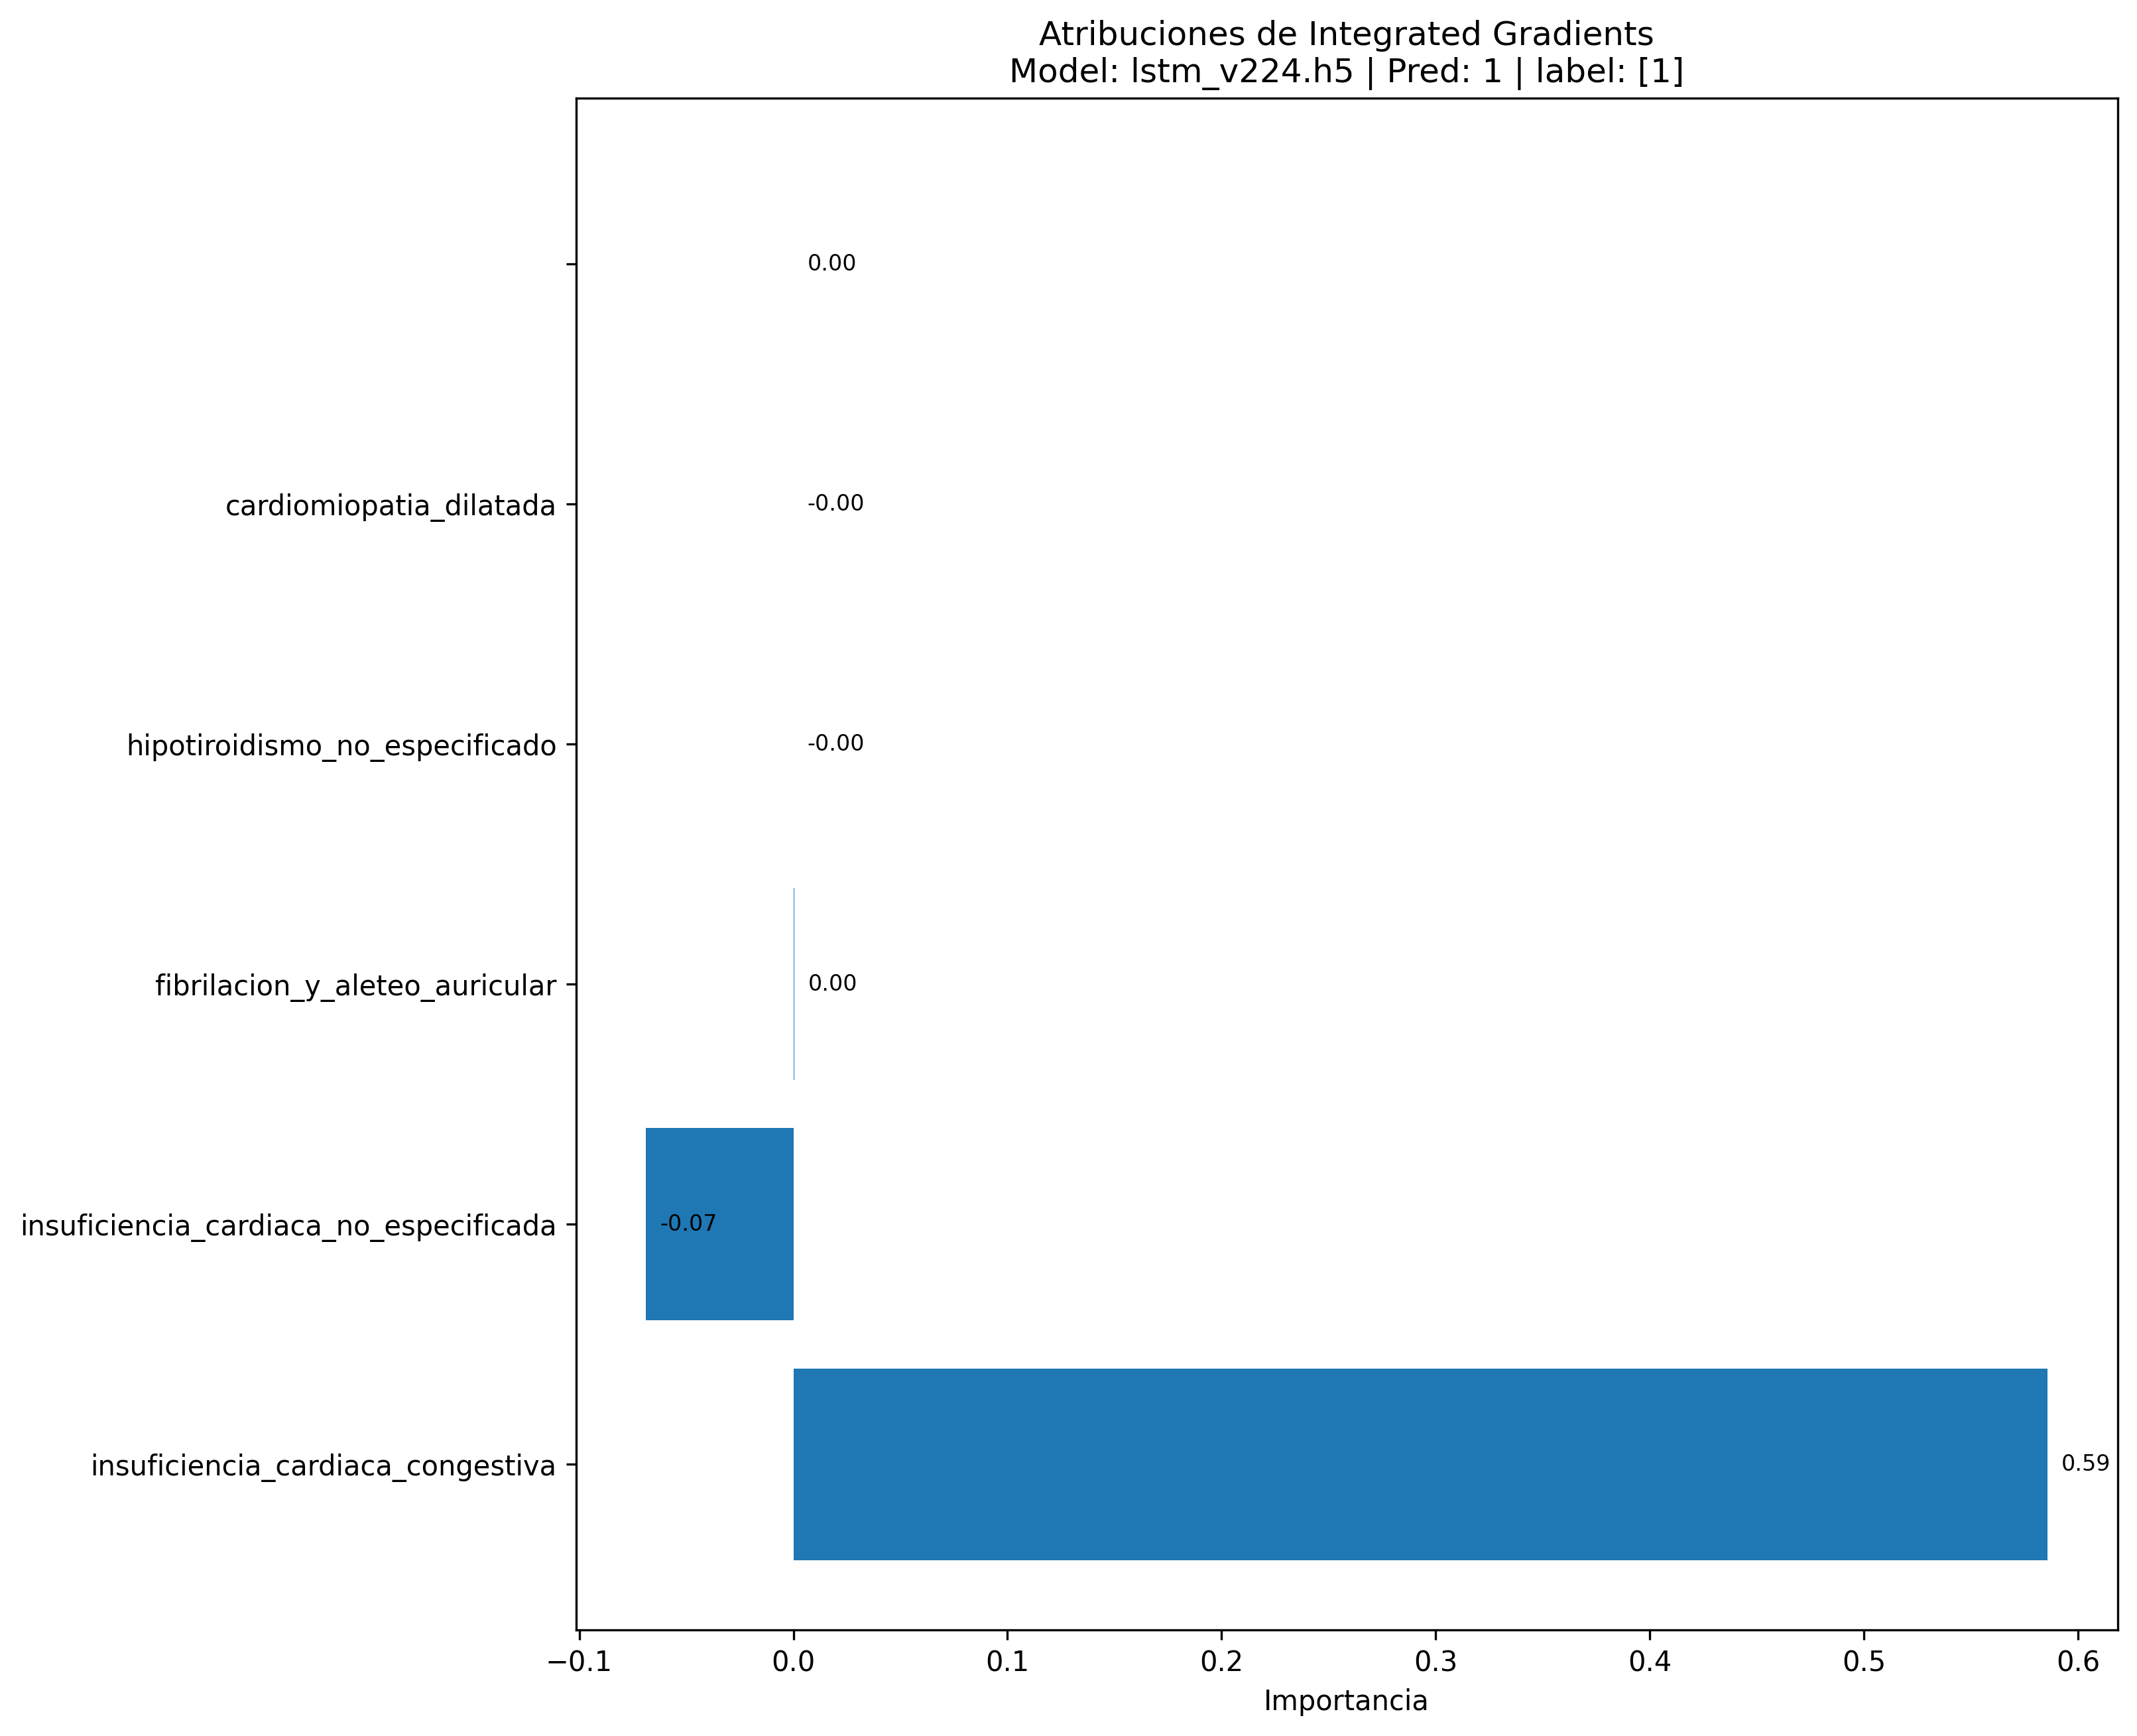 Atribuciones de Integrated Gradients
Model: lstm_v224.h5 | Pred: 1 | label: [1]
0.00
cardiomiopatia_dilatada -0.00
hipotiroidismo_no_especificado -0.00
fibrilacion_y_aleteo_auricular 0.00
insuficiencia_cardiaca_no_especificada -0.07
insuficiencia_cardiaca_congestiva 0.59
−0.1 0.0 0.1 0.2 0.3 0.4 0.5 0.6
Importancia